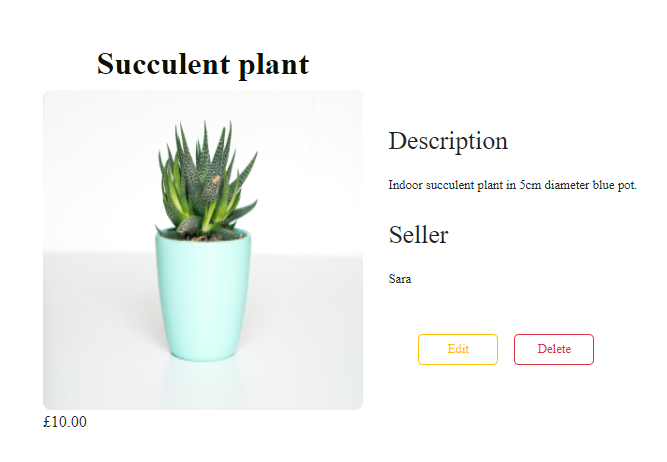 Succulent plant
Description
Indoor succulent plant in 5cm diameter blue pot.
Seller
Sara
Edit
Delete
£10.00